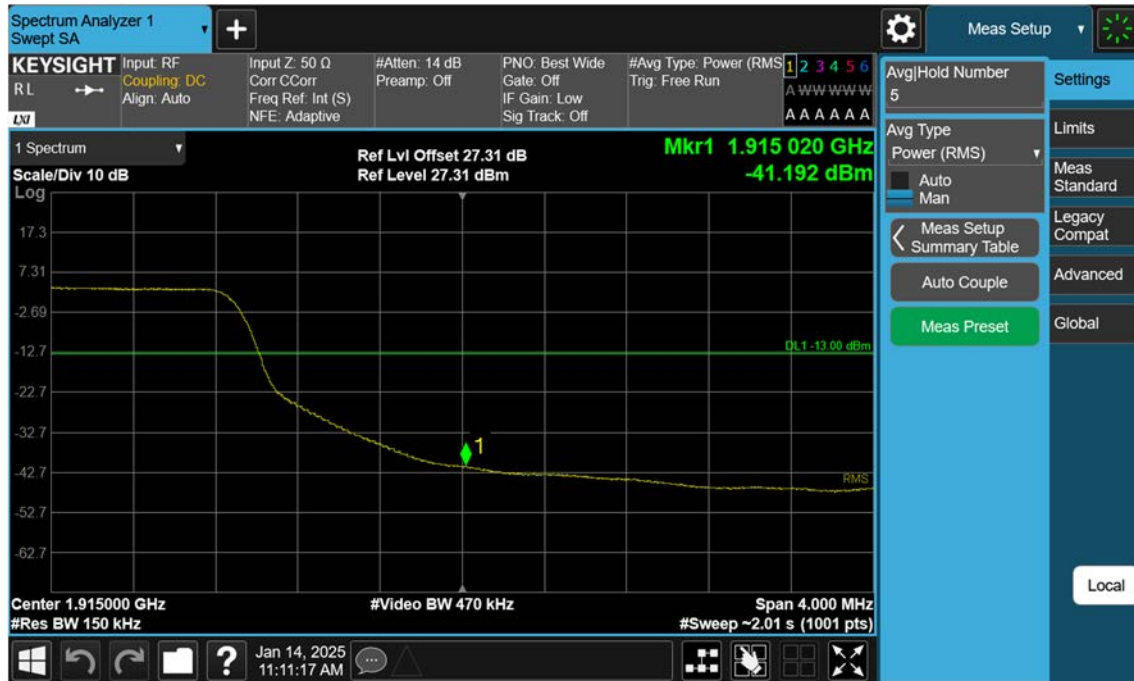 Spectrum Analyzer 1
Swept SA
+
Meas Setup
KEYSIGHT
RL
LXI
Input: RF
Coupling: DC
Align: Auto
Input Z: 50 Ω
Corr CCorr
Freq Ref: Int (S)
NFE: Adaptive
#Atten: 14 dB
Preamp: Off
PNO: Best Wide
Gate: Off
IF Gain: Low
Sig Track: Off
#Avg Type: Power (RMS)
Trig: Free Run
1 2 3 4 5 6
A W W W W W
A A A A A A
1 Spectrum
Scale/Div 10 dB
Log
Ref Lvl Offset 27.31 dB
Ref Level 27.31 dBm
Mkr1 1.915 020 GHz
-41.192 dBm
17.3
7.31
-2.69
-12.7
-22.7
-32.7
-42.7
-52.7
-62.7
DL1 -13.00 dBm
1
RMS
Center 1.915000 GHz
#Res BW 150 kHz
#Video BW 470 kHz
Span 4.000 MHz
#Sweep ~2.01 s (1001 pts)
Avg|Hold Number
5
Avg Type
Power (RMS)
Auto
Man
Meas Setup
Summary Table
Auto Couple
Meas Preset
Settings
Limits
Meas
Standard
Legacy
Compat
Advanced
Global
Local
?
Jan 14, 2025
11:11:17 AM